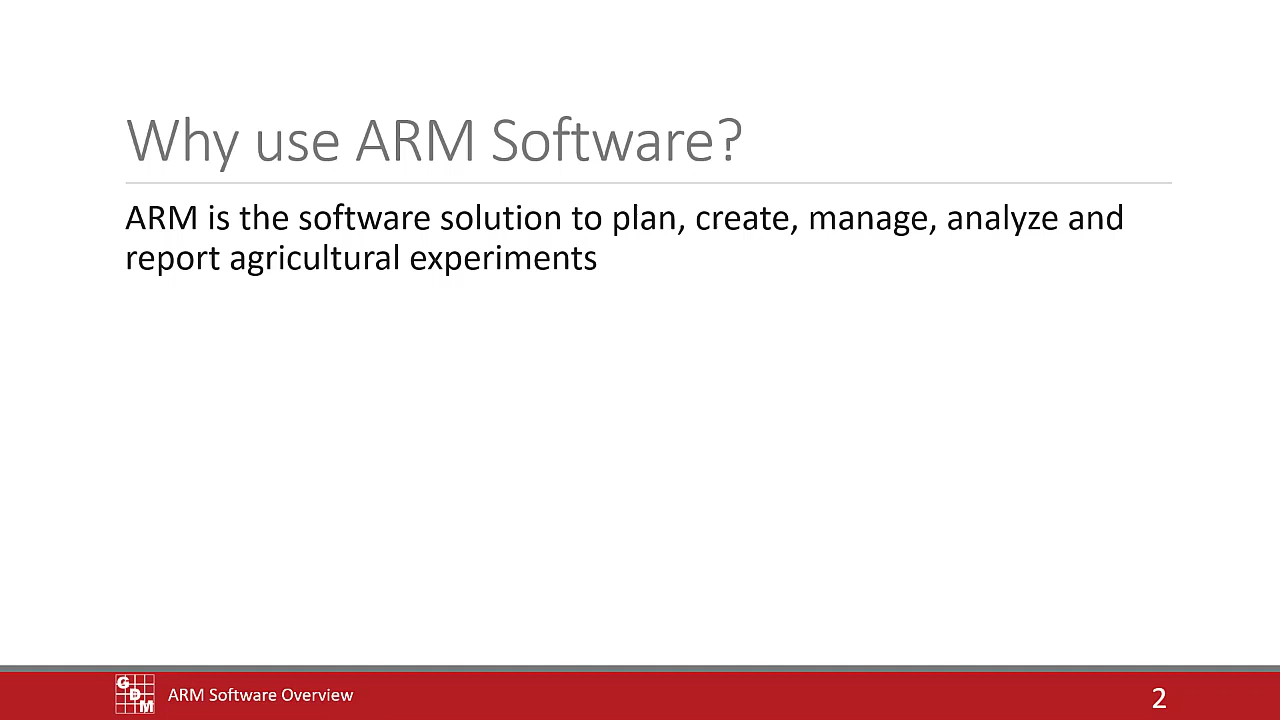 Why use ARM Software?
ARM is the software solution to plan, create, manage, analyze and
report agricultural experiments
GDM
ARM Software Overview
2